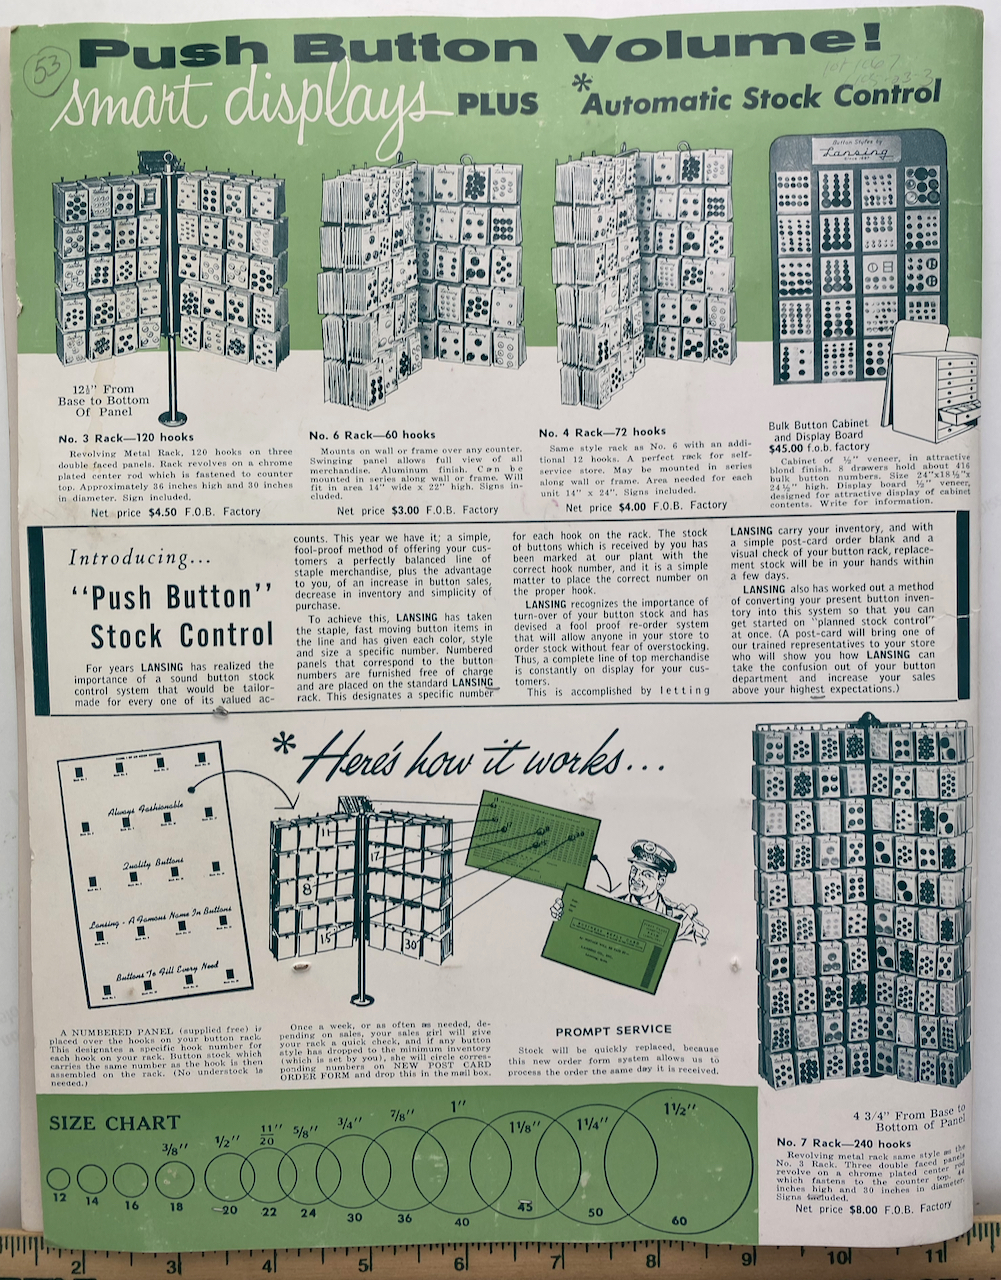 53
Push Button Volume!
smart displays PLUS *Automatic Stock Control
Button Styles by
Lansing
12½" From
Base to Bottom
Of Panel
No. 3 Rack—120 hooks
Revolving Metal Rack, 120 hooks on three
double faced panels. Rack revolves on a chrome
plated center rod which is fastened to counter
top. Approximately 36 inches high and 30 inches
in diameter. Sign included.
Net price $4.50 F.O.B. Factory
No. 6 Rack—60 hooks
Mounts on wall or frame over any counter.
Swinging panel allows full view of all
merchandise. Aluminum finish. Can be
mounted in series along wall or frame. Will
fit in area 14" wide x 22" high. Signs in-
cluded.
Net price $3.00 F.O.B. Factory
No. 4 Rack—72 hooks
Same style rack as No. 6 with an addi-
tional 12 hooks. A perfect rack for self-
service store. May be mounted in series
along wall or frame. Area needed for each
unit 14" x 24". Signs included.
Net price $4.00 F.O.B. Factory
Bulk Button Cabinet
and Display Board
$45.00 f.o.b. factory
Cabinet of ½" veneer, in attractive
blond finish. 8 drawers hold about 416
bulk button numbers. Size 24"x18½"x
24½" high. Display board ½" veneer,
designed for attractive display of cabinet
contents. Write for information.
Introducing...
"Push Button"
Stock Control
For years LANSING has realized the
importance of a sound button stock
control system that would be tailor-
made for every one of its valued ac-
counts. This year we have it; a simple,
fool-proof method of offering your cus-
tomers a perfectly balanced line of
staple merchandise, plus the advantage
to you, of an increase in button sales,
decrease in inventory and simplicity of
purchase.
To achieve this, LANSING has taken
the staple, fast moving button items in
the line and has given each color, style
and size a specific number. Numbered
panels that correspond to the button
numbers are furnished free of charge
and are placed on the standard LANSING
rack. This designates a specific number
for each hook on the rack. The stock
of buttons which is received by you has
been marked at our plant with the
correct hook number, and it is a simple
matter to place the correct number on
the proper hook.
LANSING recognizes the importance of
turn-over of your button stock and has
devised a fool proof re-order system
that will allow anyone in your store to
order stock without fear of overstocking.
Thus, a complete line of top merchandise
is constantly on display for your cus-
tomers.
This is accomplished by letting
LANSING carry your inventory, and with
a simple post-card order blank and a
visual check of your button rack, replace-
ment stock will be in your hands within
a few days.
LANSING also has worked out a method
of converting your present button inven-
tory into this system so that you can
get started on "planned stock control"
at once. (A post-card will bring one of
our trained representatives to your store
who will show you how LANSING can
take the confusion out of your button
department and increase your sales
above your highest expectations.)
*Here's how it works...
Always Fashionable
Quality Buttons
Lansing - A Famous Name In Buttons
Buttons To Fill Every Need
11
17
8
15
30
A NUMBERED PANEL (supplied free) is
placed over the hooks on your button rack.
This designates a specific hook number for
each hook on your rack. Button stock which
carries the same number as the hook is then
assembled on the rack. (No understock is
needed.)
Once a week, or as often as needed, de-
pending on sales, your sales girl will give
your rack a quick check, and if any button
style has dropped to the minimum inventory
(which is set by you), she will circle corres-
ponding numbers on NEW POST CARD
ORDER FORM and drop this in the mail box.
PROMPT SERVICE
Stock will be quickly replaced, because
this new order form system allows us to
process the order the same day it is received.
4 3/4" From Base to
Bottom of Panel
No. 7 Rack—240 hooks
Revolving metal rack same style as the
No. 3 Rack. Three double faced panels
revolve on a chrome plated center rod
which fastens to the counter top. 44
inches high and 30 inches in diameter.
Signs included.
Net price $8.00 F.O.B. Factory
SIZE CHART
3/8" 1/2" 11/20" 5/8" 3/4" 7/8" 1" 1 1/8" 1 1/4" 1 1/2"
12 14 16 18 20 22 24 30 36 40 45 50 60
2 3 4 5 6 7 8 9 10 11